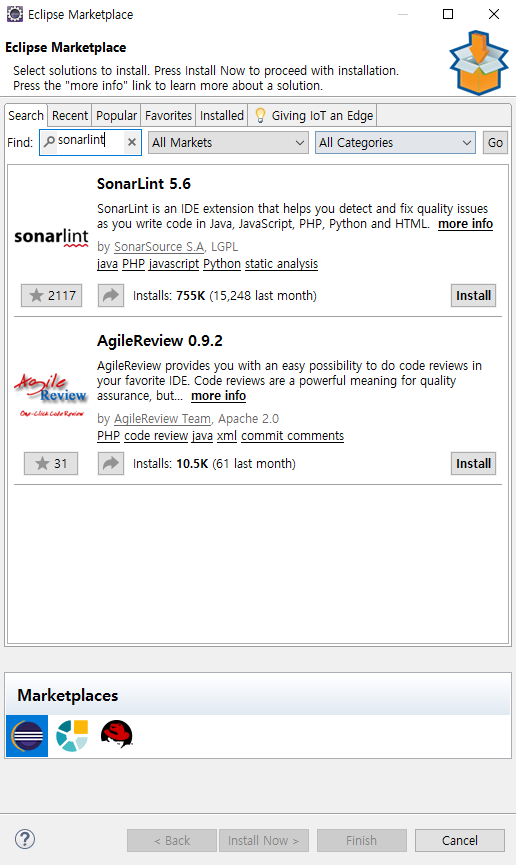 Eclipse Marketplace
Eclipse Marketplace
Select solutions to install. Press Install Now to proceed with installation.
Press the "more info" link to learn more about a solution.
Search Recent Popular Favorites Installed Giving IoT an Edge
Find: sonarlint All Markets All Categories Go
SonarLint 5.6
SonarLint is an IDE extension that helps you detect and fix quality issues
as you write code in Java, JavaScript, PHP, Python and HTML. more info
sonarlint
by SonarSource S.A, LGPL
java PHP javascript Python static analysis
2117 Installs: 755K (15,248 last month) Install
AgileReview 0.9.2
AgileReview provides you with an easy possibility to do code reviews in
your favorite IDE. Code reviews are a powerful meaning for quality
assurance, but... more info
Agile
Review
One-Click Code Review
by AgileReview Team, Apache 2.0
PHP code review java xml commit comments
31 Installs: 10.5K (61 last month) Install
Marketplaces
? < Back Install Now > Finish Cancel